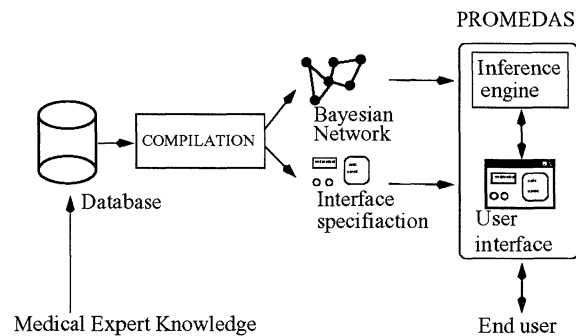 PROMEDAS
Inference
engine
COMPILATION
Bayesian
Network
Database
Interface
specifiaction
User
interface
Medical Expert Knowledge
End user